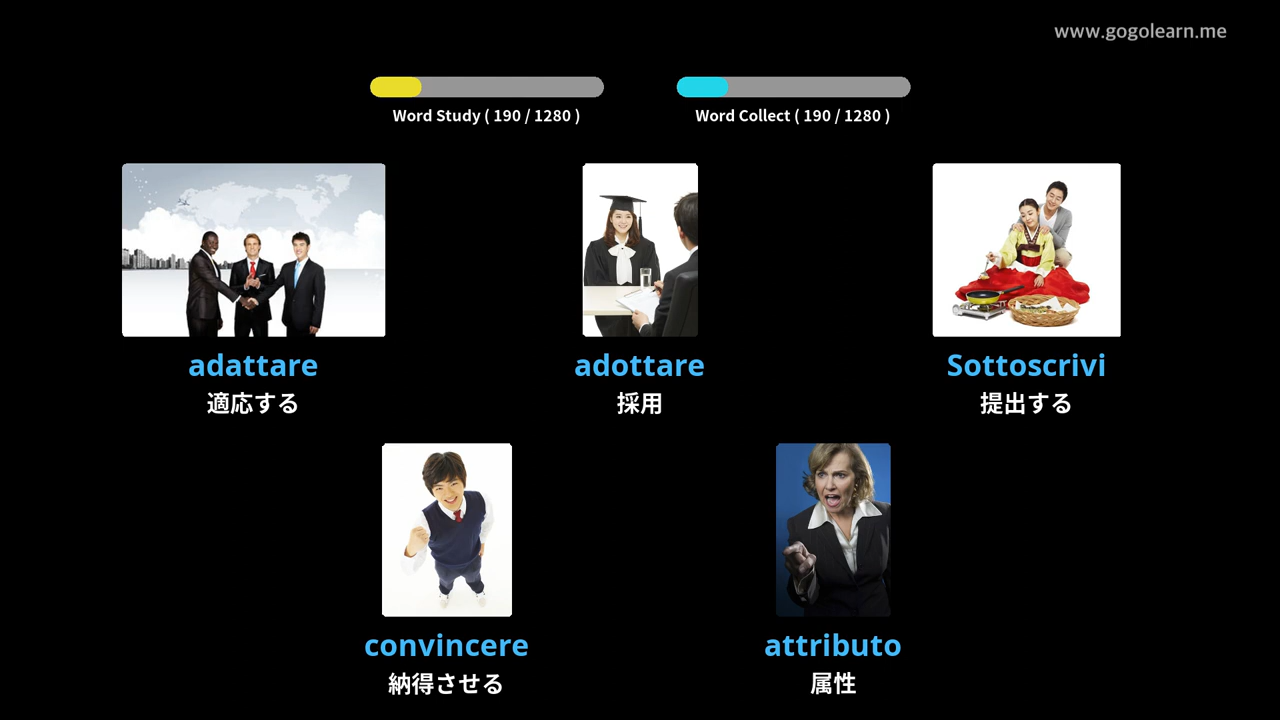 www.gogolearn.me
Word Study ( 190 / 1280 )
Word Collect ( 190 / 1280 )
adattare
適応する
adottare
採用
Sottoscrivi
提出する
convincere
納得させる
attributo
属性